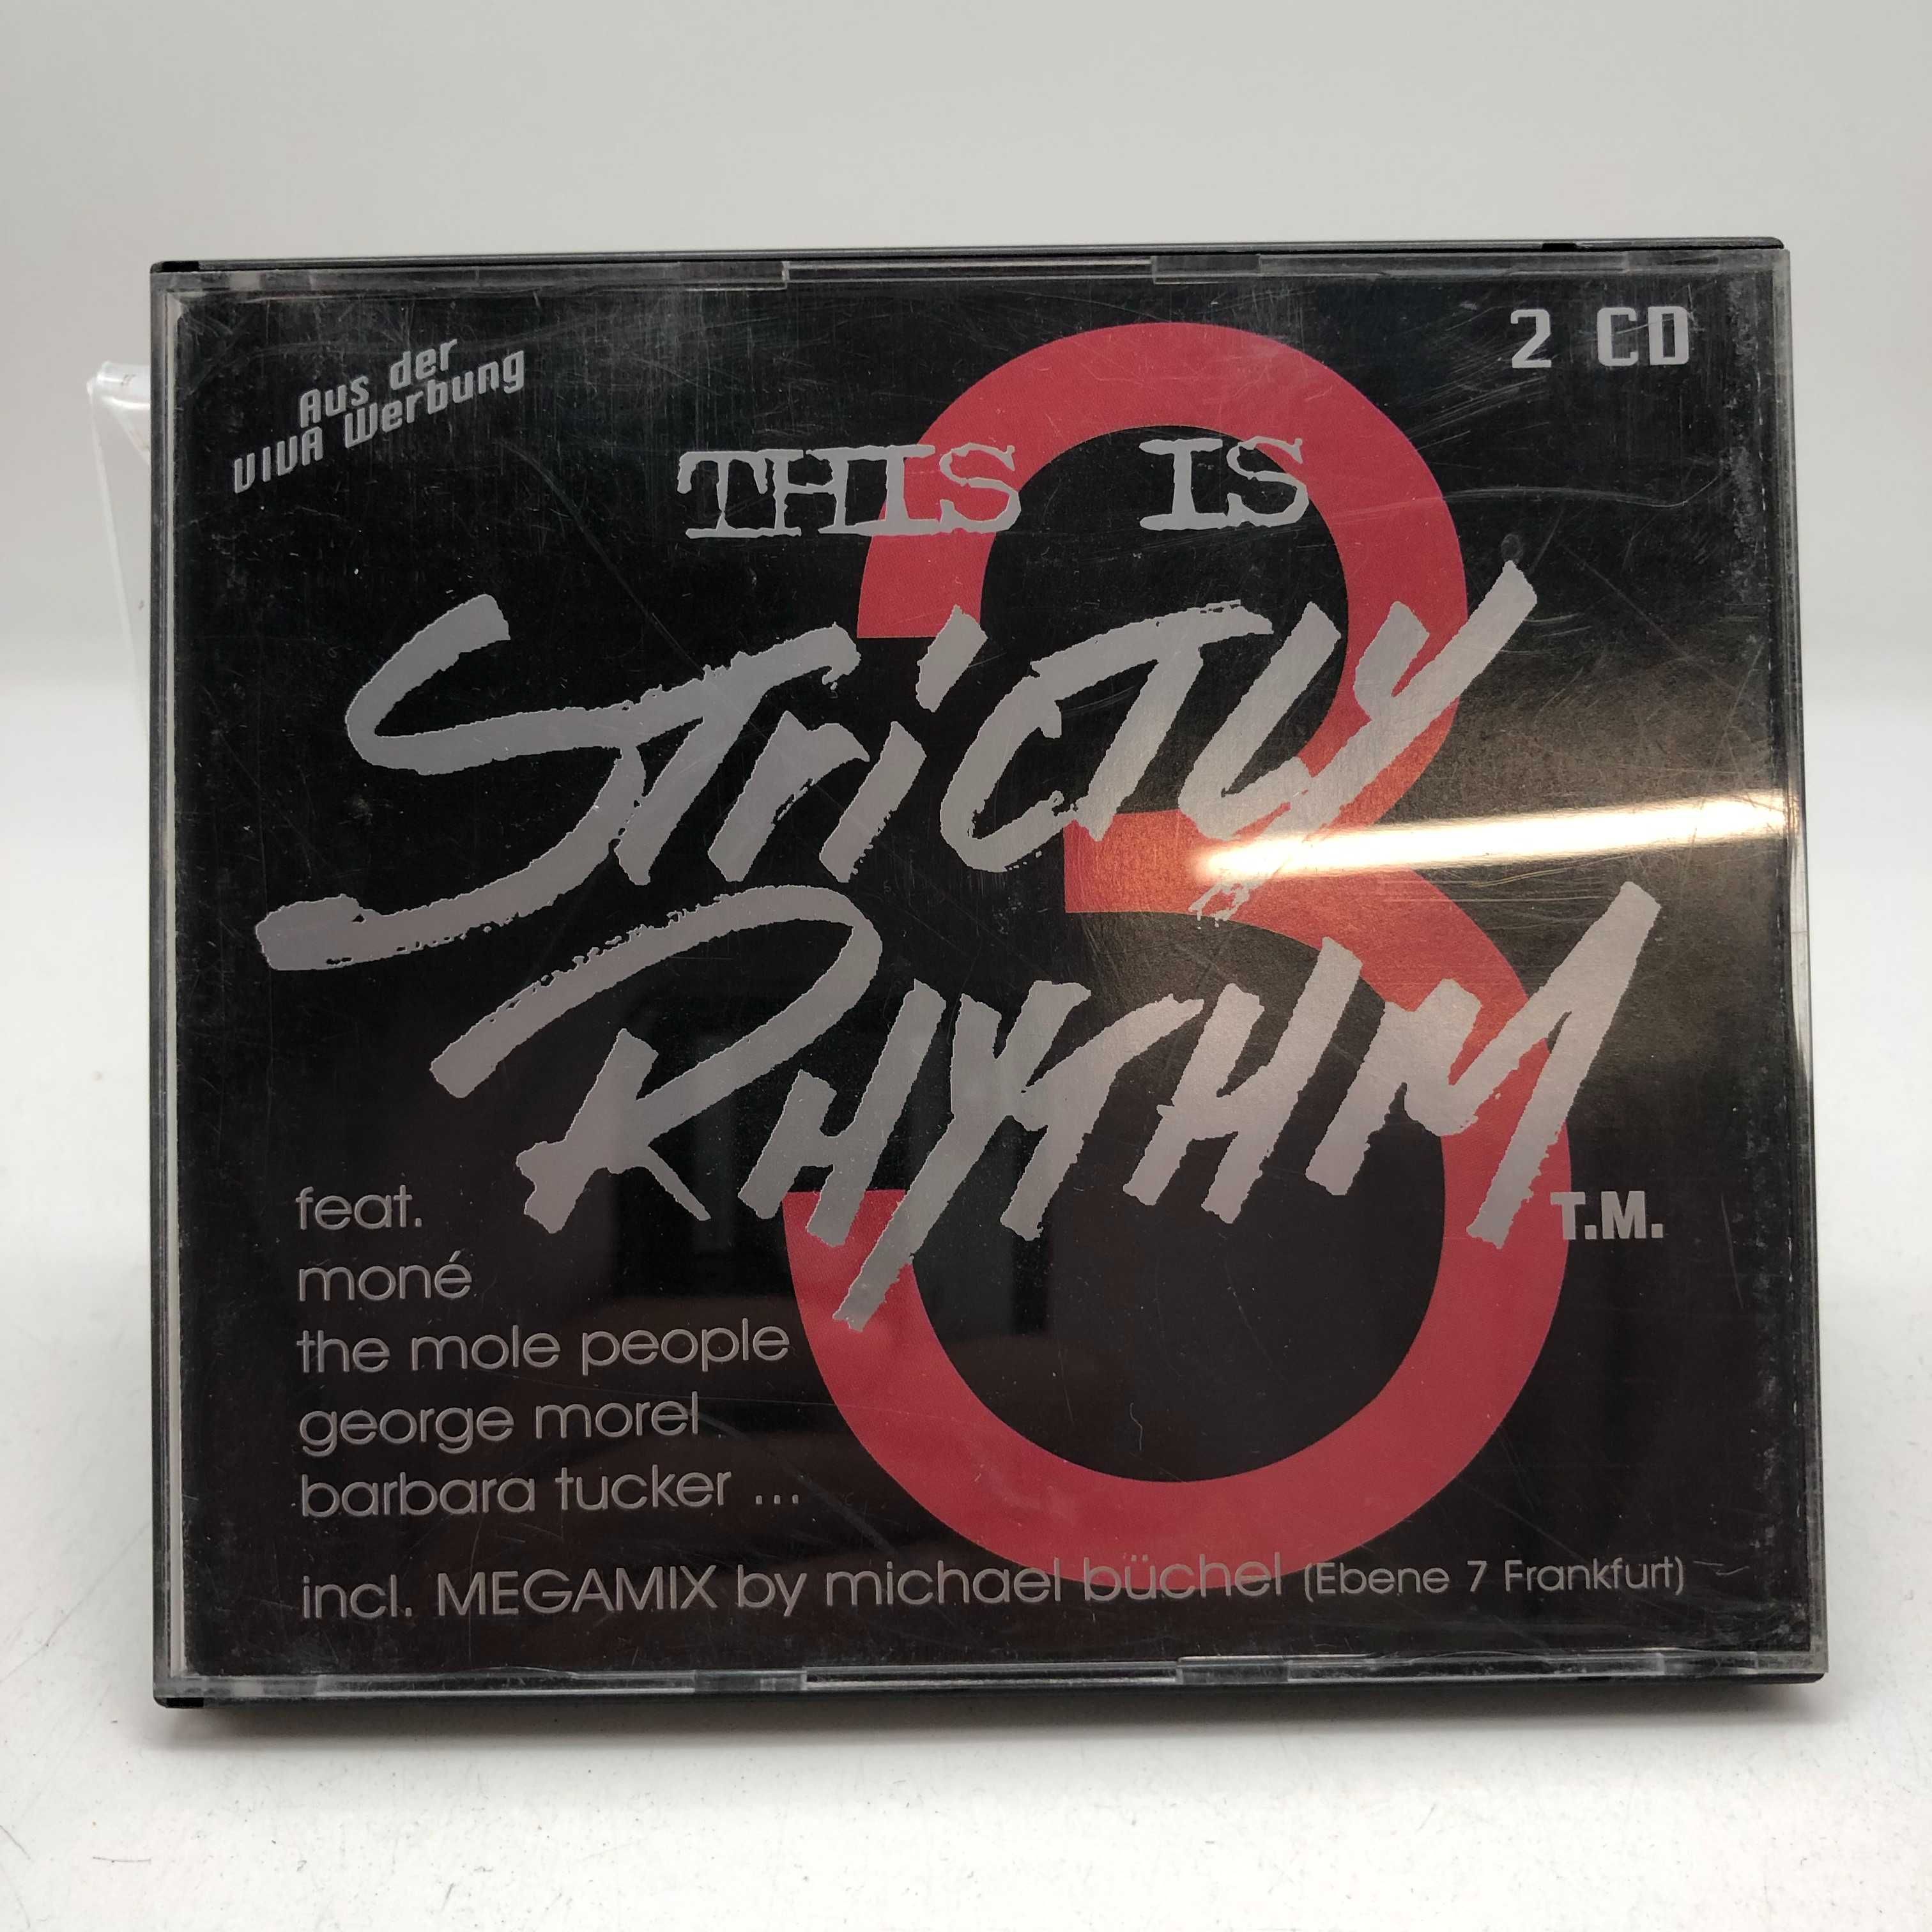 Aus der
VIVA Werbung
2 CD
THIS IS
3
STRICTLY
RHYTHM
T.M.
feat.
moné
the mole people
george morel
barbara tucker ...
incl. MEGAMIX by michael büchel (Ebene 7 Frankfurt)